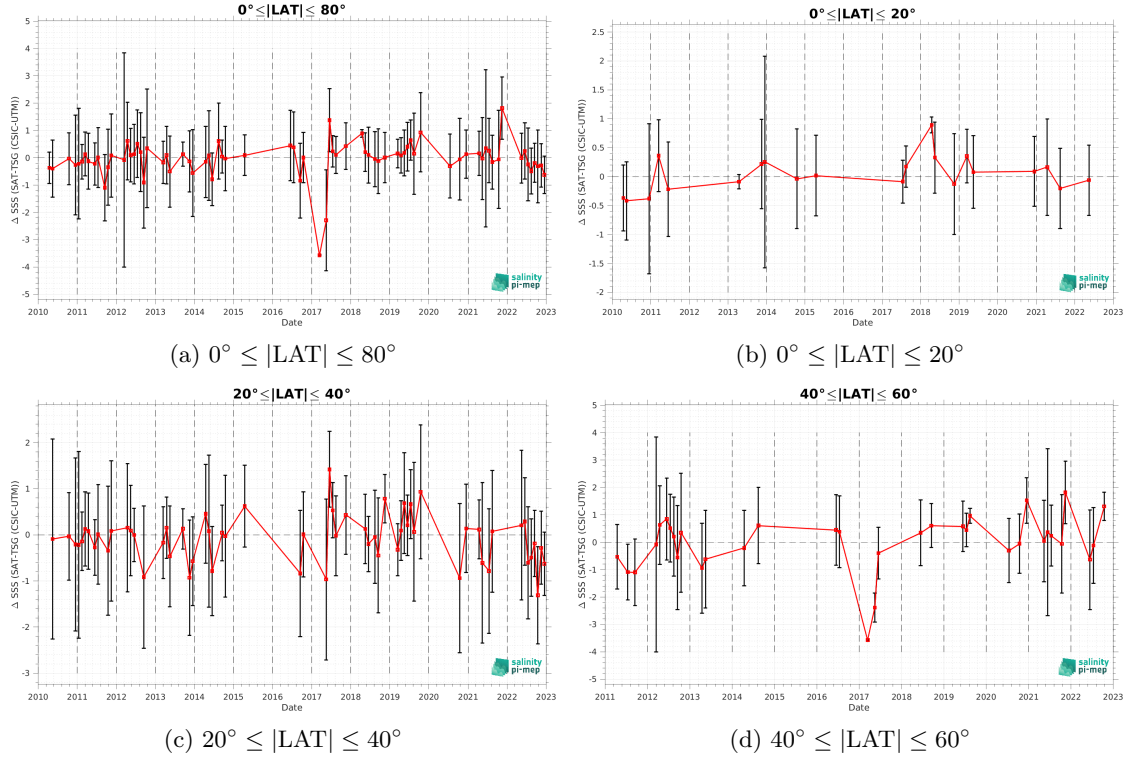 0°≤|LAT|≤ 80°
Δ SSS (SAT-TSG (CSIC-UTM))
5
4
3
2
1
0
-1
-2
-3
-4
-5
2010 2011 2012 2013 2014 2015 2016 2017 2018 2019 2020 2021 2022 2023
Date
salinity
pi-mep
(a) 0° ≤ |LAT| ≤ 80°
0°≤|LAT|≤ 20°
Δ SSS (SAT-TSG (CSIC-UTM))
2.5
2
1.5
1
0.5
0
-0.5
-1
-1.5
-2
2010 2011 2012 2013 2014 2015 2016 2017 2018 2019 2020 2021 2022 2023
Date
salinity
pi-mep
(b) 0° ≤ |LAT| ≤ 20°
20°≤|LAT|≤ 40°
Δ SSS (SAT-TSG (CSIC-UTM))
2
1
0
-1
-2
-3
2010 2011 2012 2013 2014 2015 2016 2017 2018 2019 2020 2021 2022 2023
Date
salinity
pi-mep
(c) 20° ≤ |LAT| ≤ 40°
40°≤|LAT|≤ 60°
Δ SSS (SAT-TSG (CSIC-UTM))
5
4
3
2
1
0
-1
-2
-3
-4
-5
2011 2012 2013 2014 2015 2016 2017 2018 2019 2020 2021 2022 2023
Date
salinity
pi-mep
(d) 40° ≤ |LAT| ≤ 60°